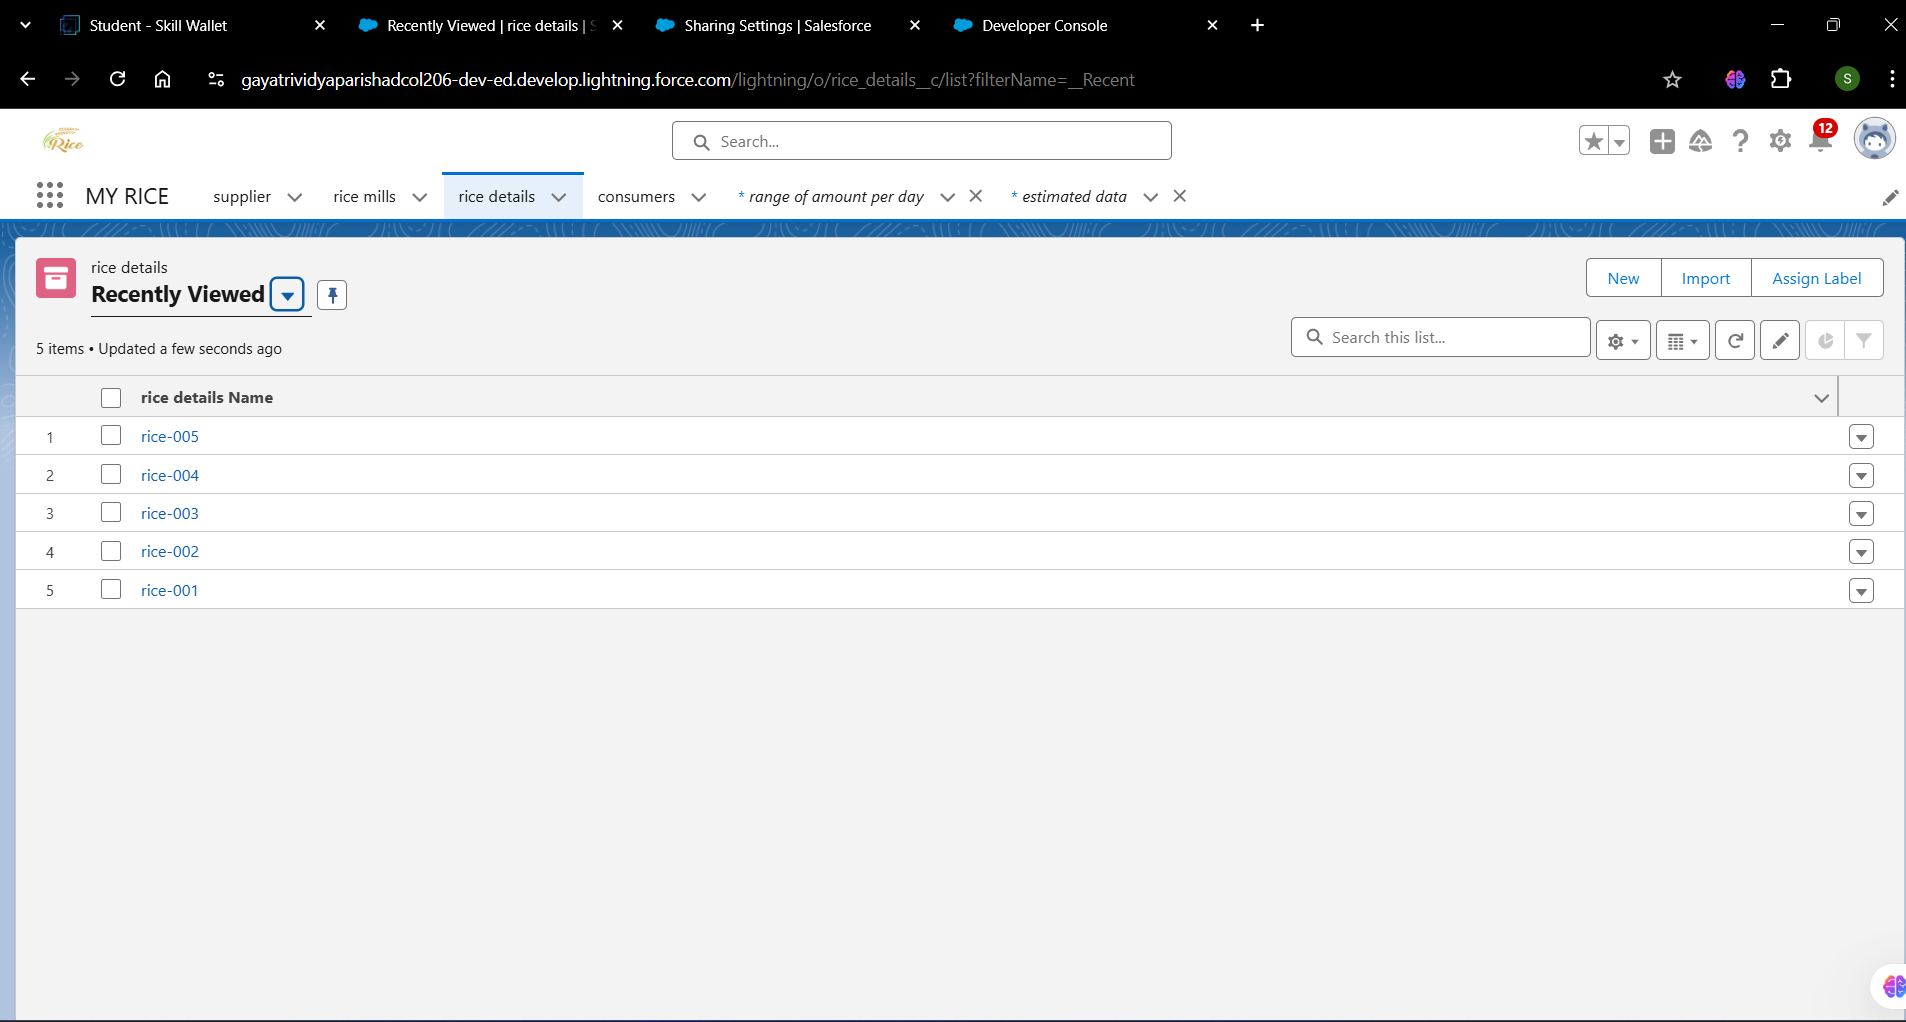 Student - Skill Wallet
Recently Viewed | rice details |
Sharing Settings | Salesforce
Developer Console
gayatrividyaparishadcol206-dev-ed.develop.lightning.force.com/lightning/o/rice_details__c/list?filterName=__Recent
S
Rice
Search...
12
MY RICE
supplier
rice mills
rice details
consumers
* range of amount per day
* estimated data
rice details
Recently Viewed
New
Import
Assign Label
5 items • Updated a few seconds ago
Search this list...
rice details Name
1 rice-005
2 rice-004
3 rice-003
4 rice-002
5 rice-001